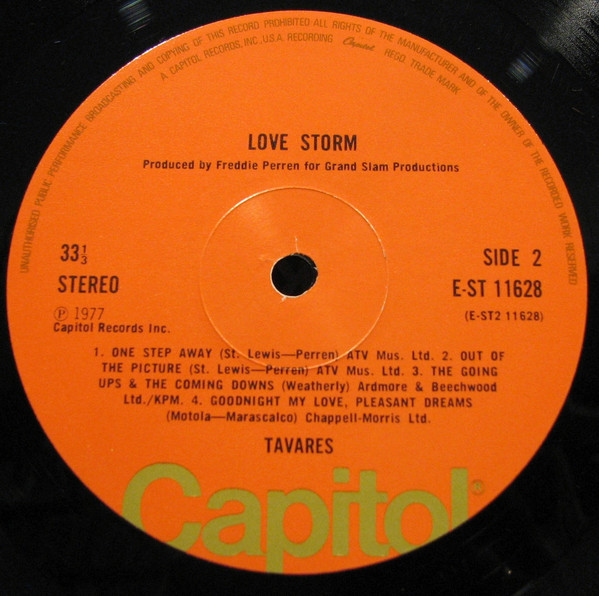 UNAUTHORISED PUBLIC PERFORMANCE BROADCASTING AND COPYING OF THIS RECORD PROHIBITED ALL RIGHTS OF THE MANUFACTURER AND OF THE OWNER OF THE RECORDED WORK RESERVED
A CAPITOL RECORDS, INC., U.S.A. RECORDING Capitol REGD TRADE MARK
LOVE STORM
Produced by Freddie Perren for Grand Slam Productions
33⅓
STEREO
℗ 1977
Capitol Records Inc.
SIDE 2
E-ST 11628
(E-ST2 11628)
1. ONE STEP AWAY (St. Lewis—Perren) ATV Mus. Ltd. 2. OUT OF
THE PICTURE (St. Lewis—Perren) ATV Mus. Ltd. 3. THE GOING
UPS & THE COMING DOWNS (Weatherly) Ardmore & Beechwood
Ltd./KPM. 4. GOODNIGHT MY LOVE, PLEASANT DREAMS
(Motola—Marascalco) Chappell-Morris Ltd.
TAVARES
Capitol®